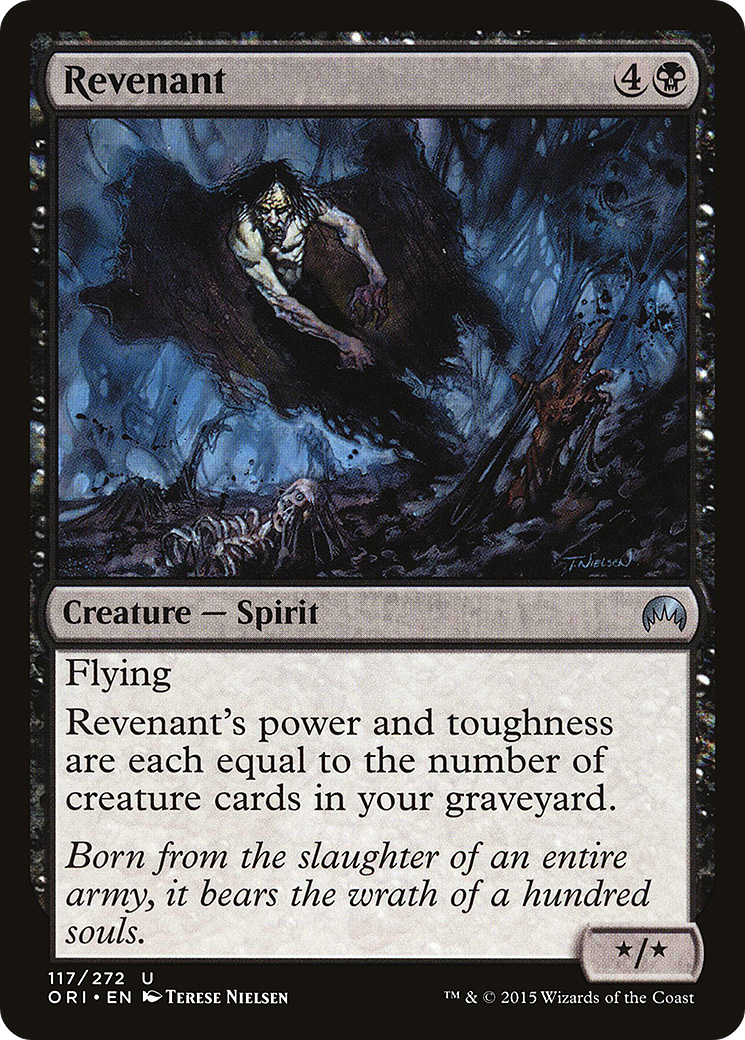 Revenant 4
T. NIELSEN
Creature — Spirit
Flying
Revenant's power and toughness
are each equal to the number of
creature cards in your graveyard.
Born from the slaughter of an entire
army, it bears the wrath of a hundred
souls.
★/★
117/272 U
ORI • EN TERESE NIELSEN
™ & © 2015 Wizards of the Coast